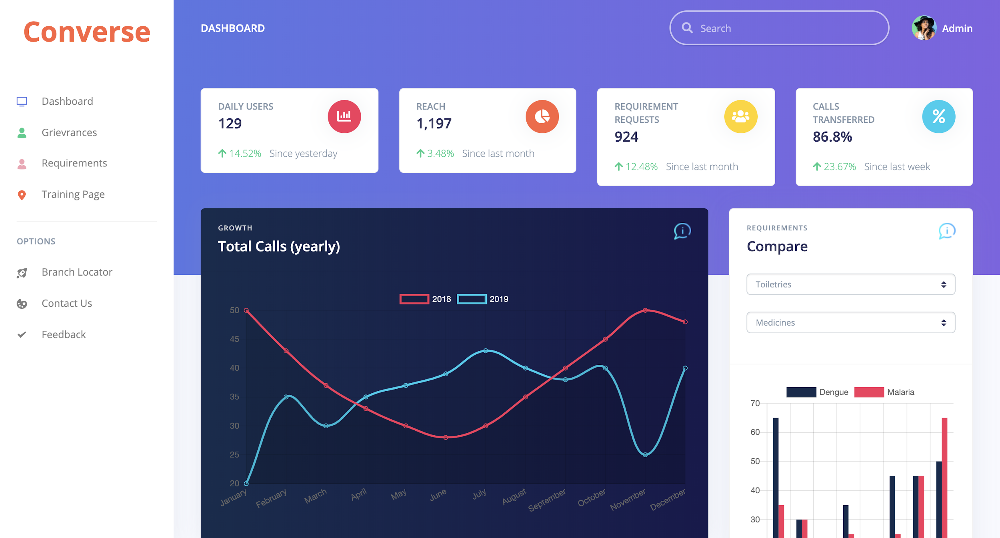 Converse
DASHBOARD
Search
Admin
Dashboard
Grievrances
Requirements
Training Page
OPTIONS
Branch Locator
Contact Us
Feedback
DAILY USERS
129
14.52% Since yesterday
REACH
1,197
3.48% Since last month
REQUIREMENT
REQUESTS
924
12.48% Since last month
CALLS
TRANSFERRED
86.8%
23.67% Since last week
GROWTH
Total Calls (yearly)
2018 2019
50
45
40
35
30
25
20
January February March April May June July August September October November December
REQUIREMENTS
Compare
Toiletries
Medicines
Dengue Malaria
70
60
50
40
30